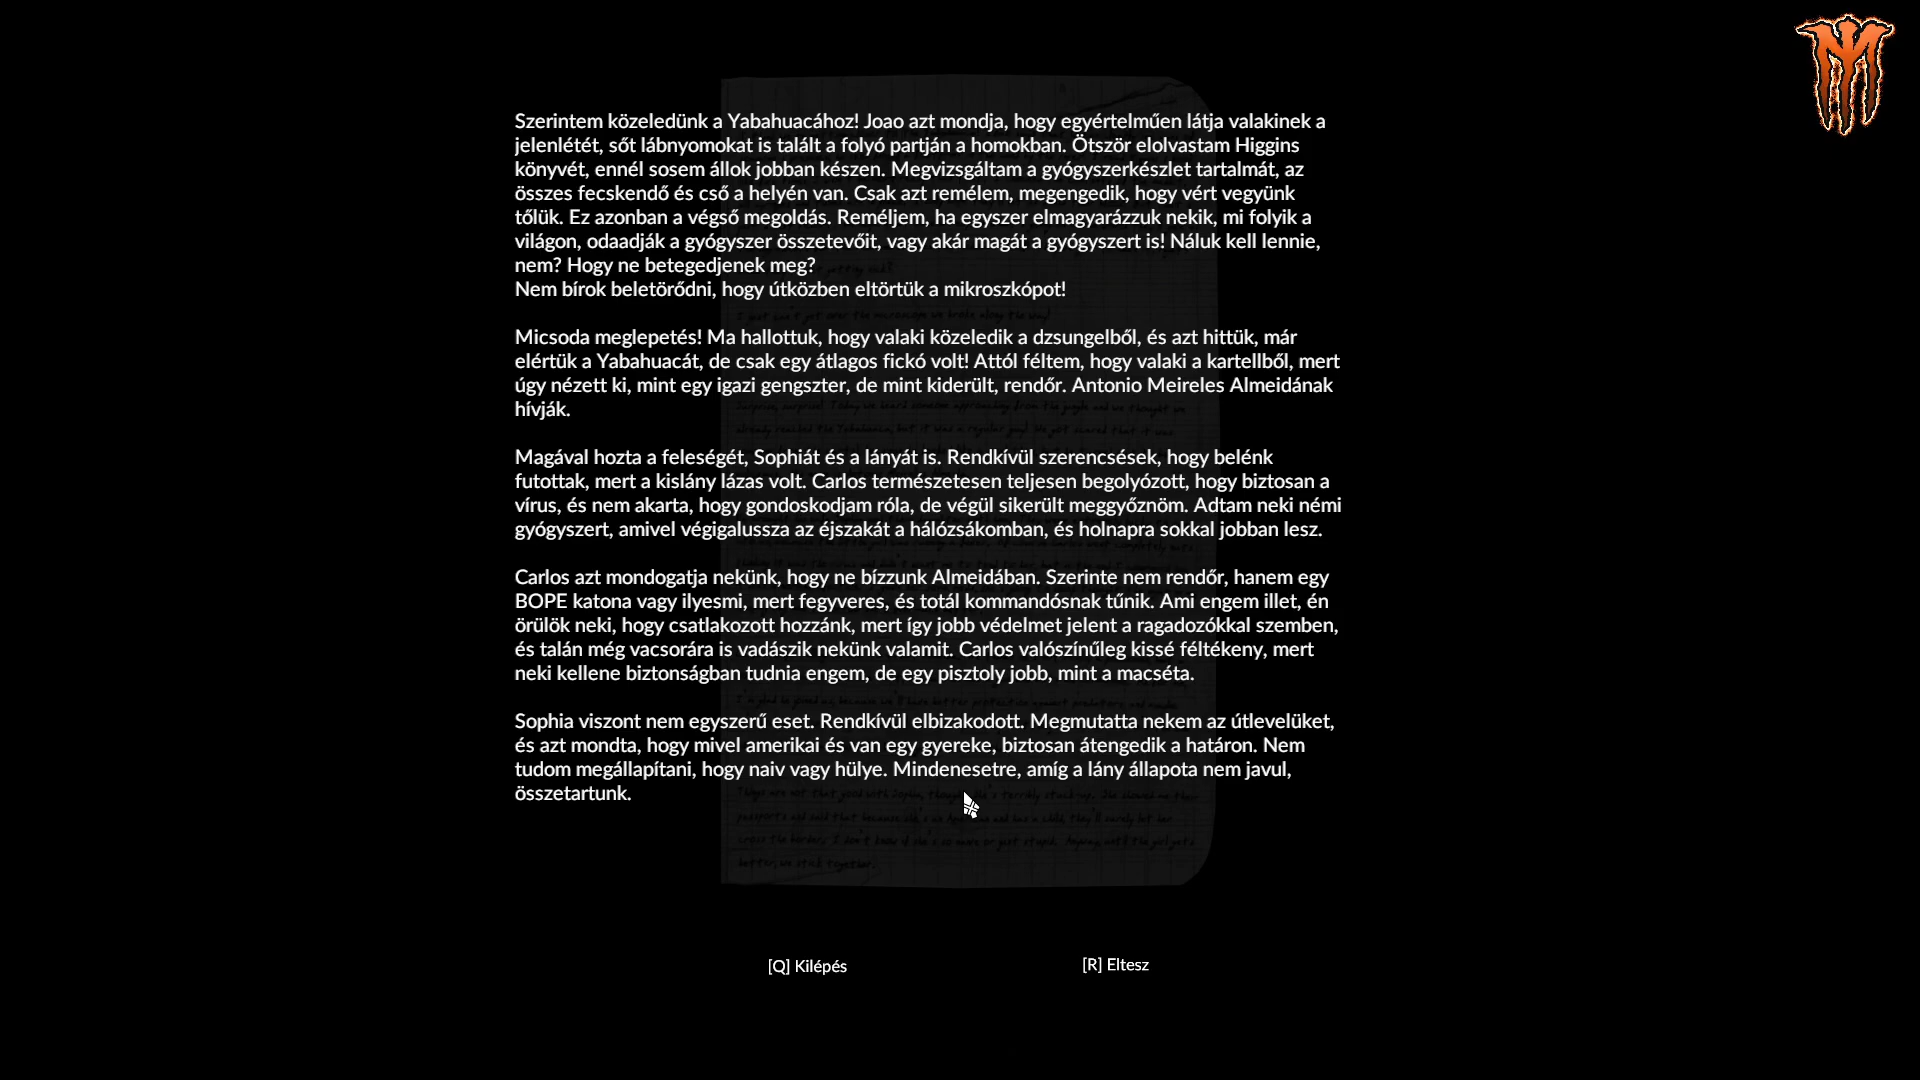 Szerintem közeledünk a Yabahuacához! Joao azt mondja, hogy egyértelműen látja valakinek a
jelenlétét, sőt lábnyomokat is talált a folyó partján a homokban. Ötször elolvastam Higgins
könyvét, ennél sosem állok jobban készen. Megvizsgáltam a gyógyszerkészlet tartalmát, az
összes fecskendő és cső a helyén van. Csak azt remélem, megengedik, hogy vért vegyünk
tőlük. Ez azonban a végső megoldás. Reméljem, ha egyszer elmagyarázzuk nekik, mi folyik a
világon, odaadják a gyógyszer összetevőit, vagy akár magát a gyógyszert is! Náluk kell lennie,
nem? Hogy ne betegedjenek meg?
Nem bírok beletörődni, hogy útközben eltörtük a mikroszkópot!
Micsoda meglepetés! Ma hallottuk, hogy valaki közeledik a dzsungelből, és azt hittük, már
elértük a Yabahuacát, de csak egy átlagos fickó volt! Attól féltem, hogy valaki a kartellből, mert
úgy nézett ki, mint egy igazi gengszter, de mint kiderült, rendőr. Antonio Meireles Almeidának
hívják.
Magával hozta a feleségét, Sophiát és a lányát is. Rendkívül szerencsések, hogy belénk
futottak, mert a kislány lázas volt. Carlos természetesen teljesen begolyózott, hogy biztosan a
vírus, és nem akarta, hogy gondoskodjam róla, de végül sikerült meggyőznöm. Adtam neki némi
gyógyszert, amivel végigalussza az éjszakát a hálózsákomban, és holnapra sokkal jobban lesz.
Carlos azt mondogatja nekünk, hogy ne bízzunk Almeidában. Szerinte nem rendőr, hanem egy
BOPE katona vagy ilyesmi, mert fegyveres, és totál kommandósnak tűnik. Ami engem illet, én
örülök neki, hogy csatlakozott hozzánk, mert így jobb védelmet jelent a ragadozókkal szemben,
és talán még vacsorára is vadászik nekünk valamit. Carlos valószínűleg kissé féltékeny, mert
neki kellene biztonságban tudnia engem, de egy pisztoly jobb, mint a macséta.
Sophia viszont nem egyszerű eset. Rendkívül elbizakodott. Megmutatta nekem az útlevelüket,
és azt mondta, hogy mivel amerikai és van egy gyereke, biztosan átengedik a határon. Nem
tudom megállapítani, hogy naiv vagy hülye. Mindenesetre, amíg a lány állapota nem javul,
összetartunk.
[Q] Kilépés
[R] Eltesz